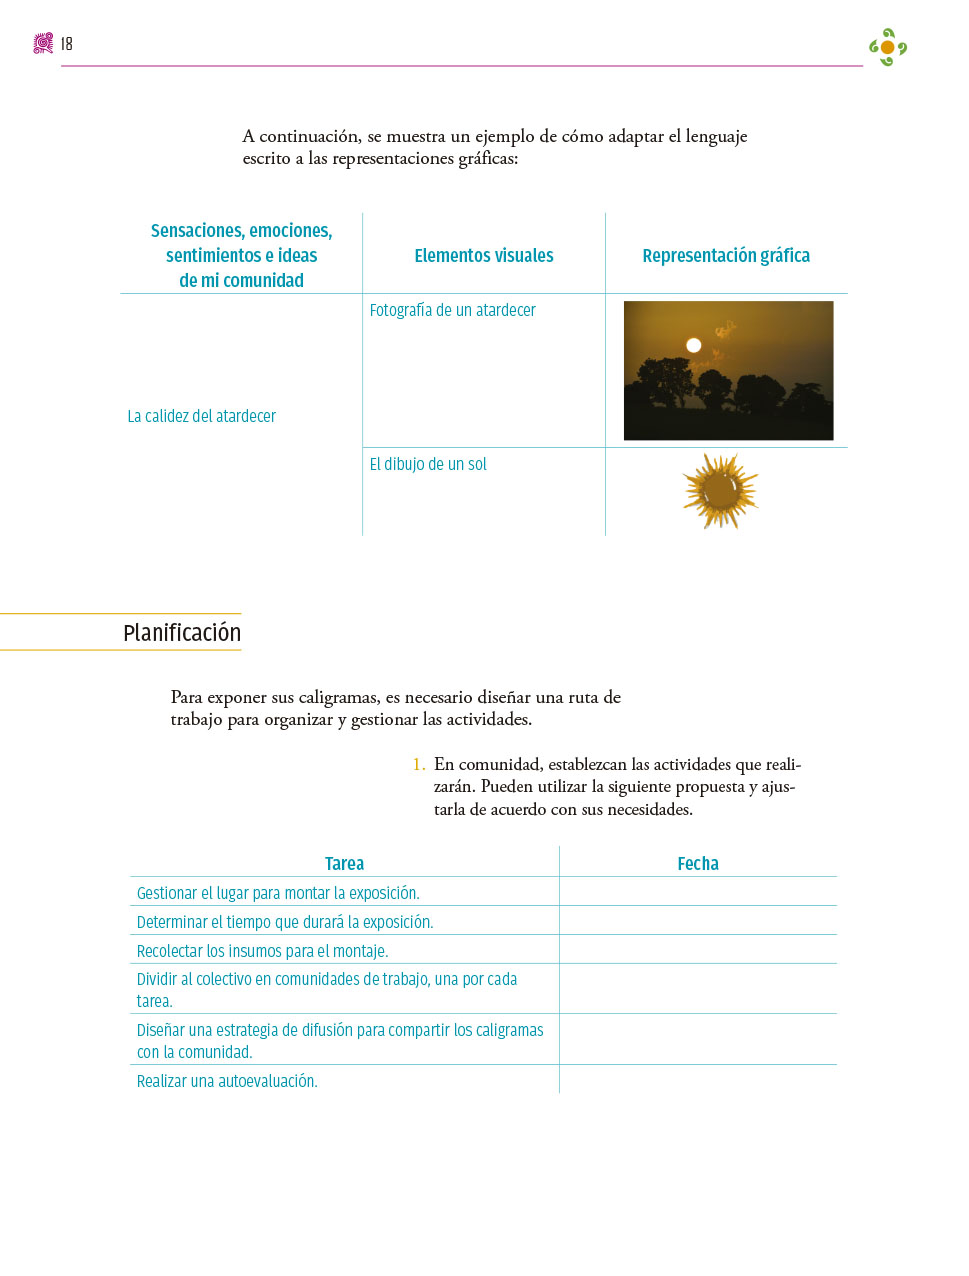 18
A continuación, se muestra un ejemplo de cómo adaptar el lenguaje
escrito a las representaciones gráficas:
Sensaciones, emociones,
sentimientos e ideas
de mi comunidad
Elementos visuales
Representación gráfica
La calidez del atardecer
Fotografía de un atardecer
El dibujo de un sol
Planificación
Para exponer sus caligramas, es necesario diseñar una ruta de
trabajo para organizar y gestionar las actividades.
1. En comunidad, establezcan las actividades que reali-
zarán. Pueden utilizar la siguiente propuesta y ajus-
tarla de acuerdo con sus necesidades.
Tarea
Fecha
Gestionar el lugar para montar la exposición.
Determinar el tiempo que durará la exposición.
Recolectar los insumos para el montaje.
Dividir al colectivo en comunidades de trabajo, una por cada
tarea.
Diseñar una estrategia de difusión para compartir los caligramas
con la comunidad.
Realizar una autoevaluación.